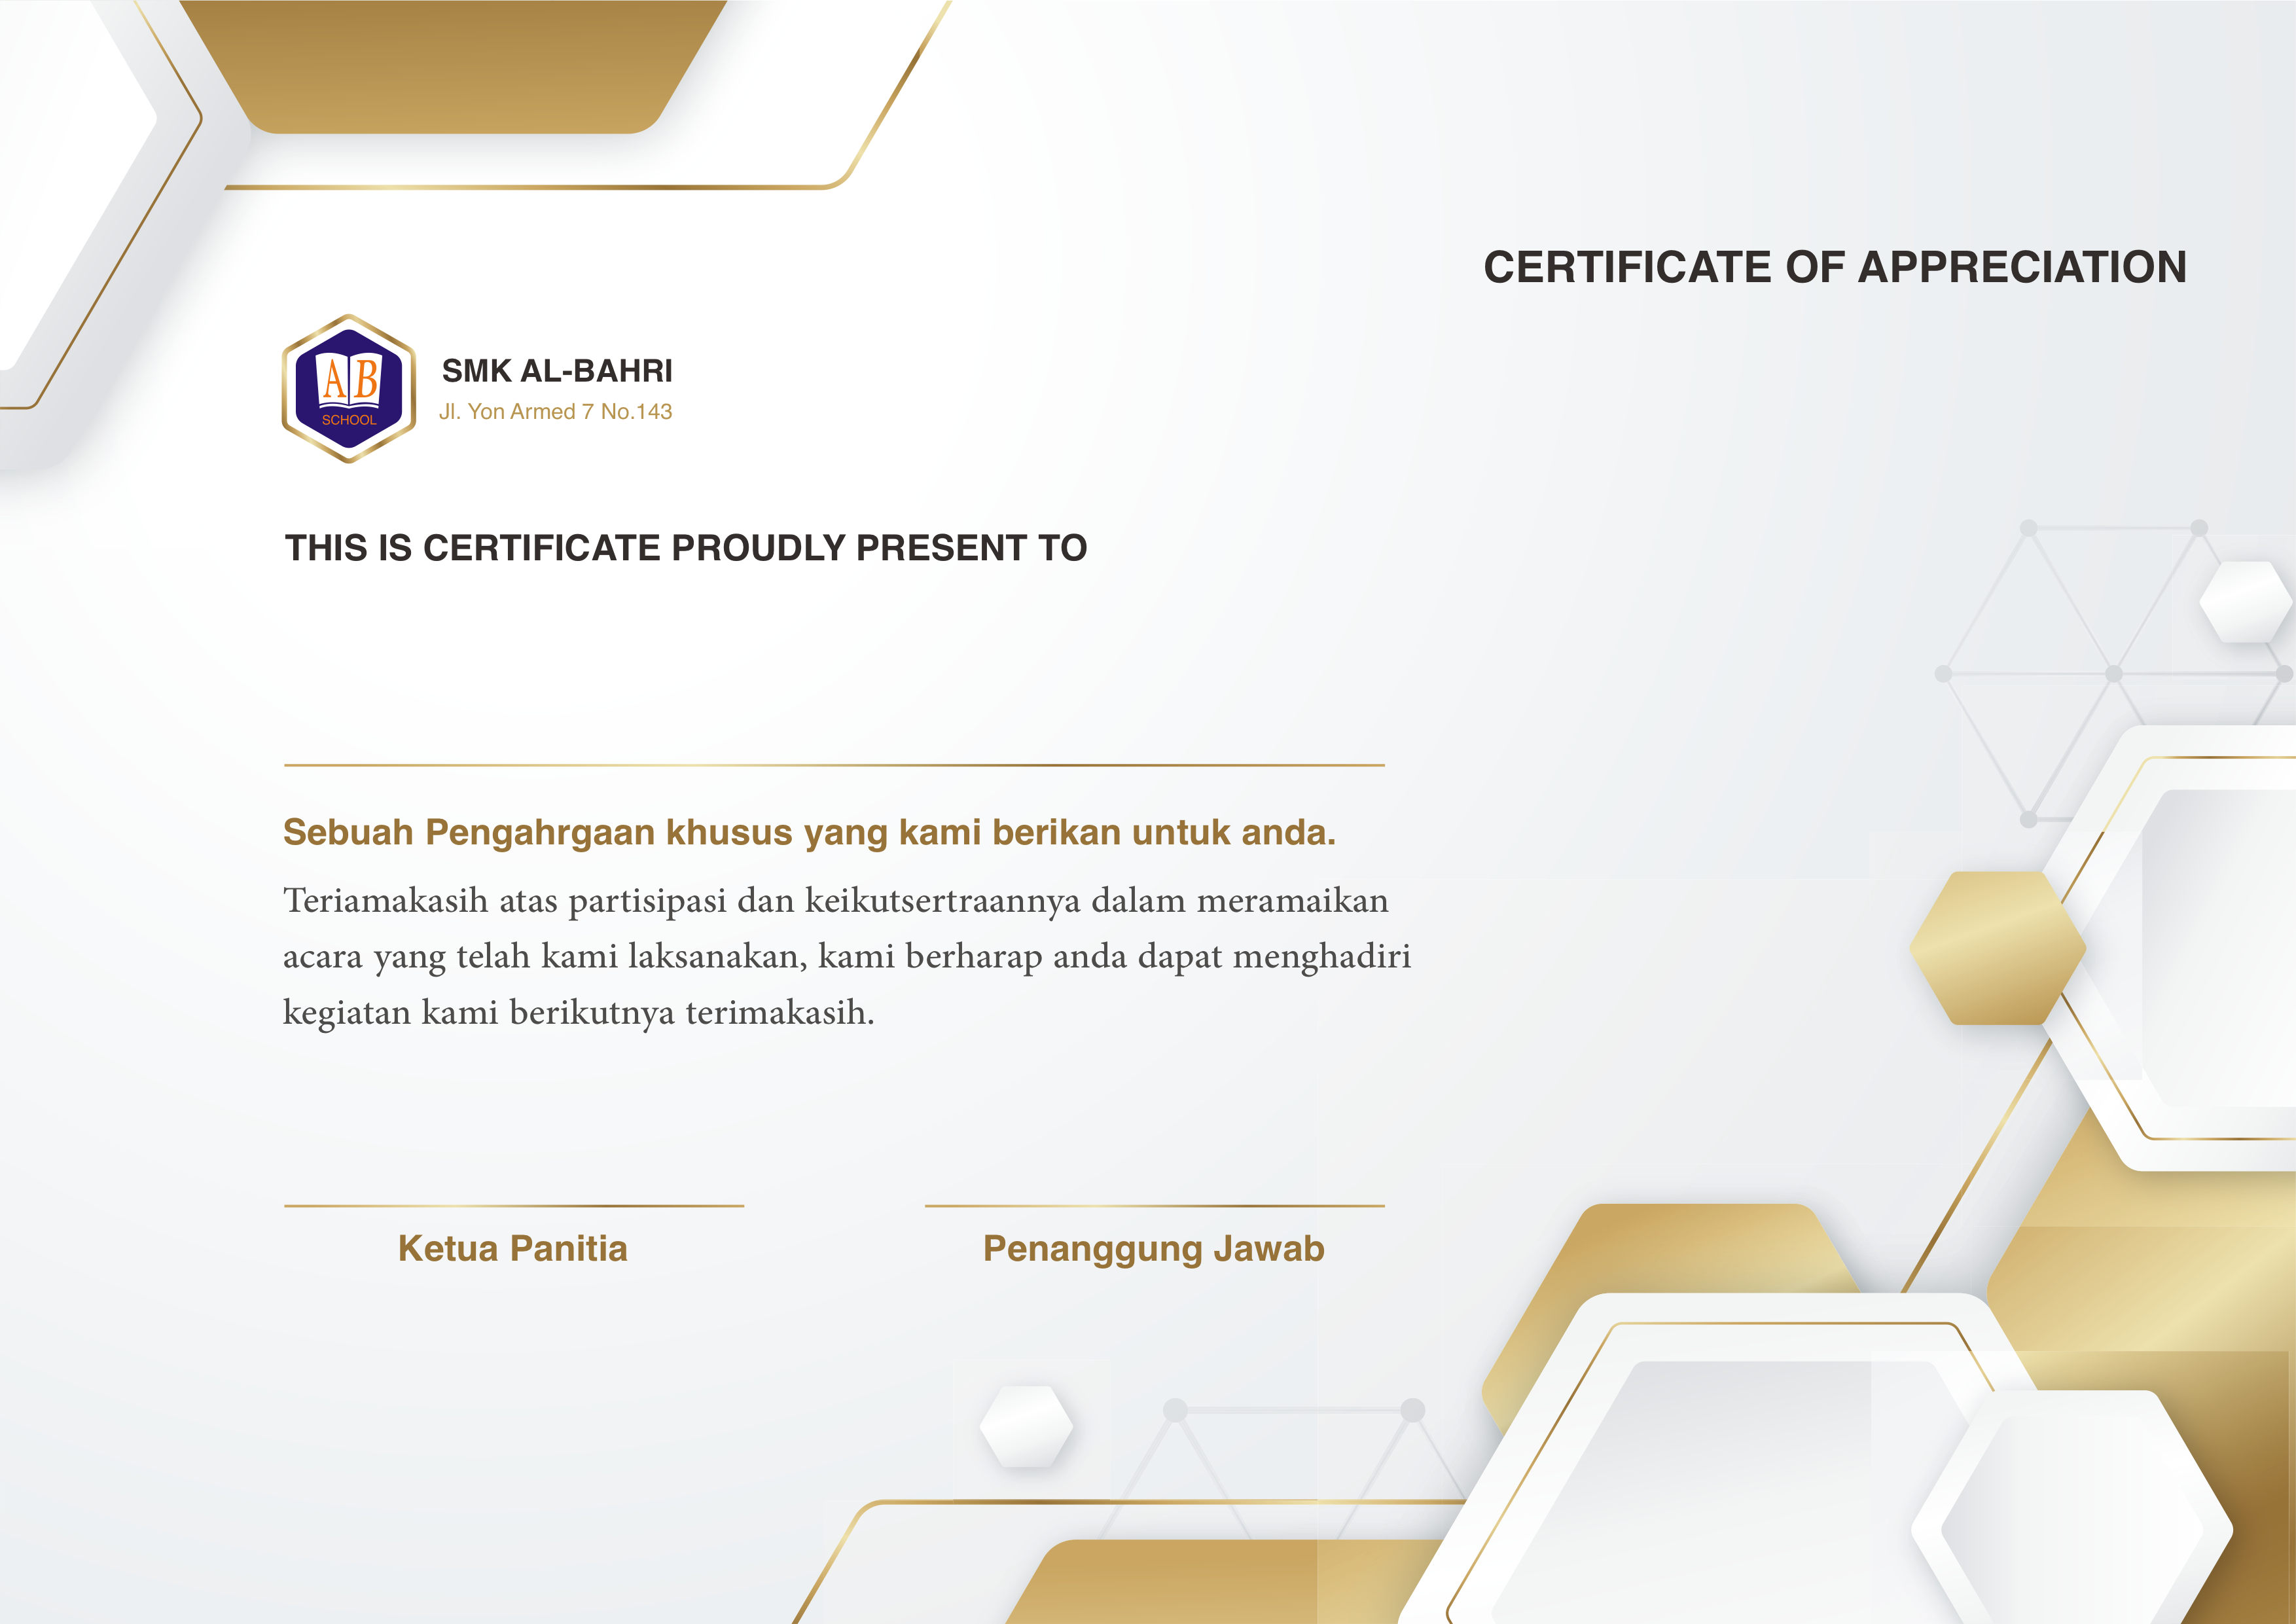 CERTIFICATE OF APPRECIATION
A B
SCHOOL
SMK AL-BAHRI
Jl. Yon Armed 7 No.143
THIS IS CERTIFICATE PROUDLY PRESENT TO
Sebuah Pengahrgaan khusus yang kami berikan untuk anda.
Teriamakasih atas partisipasi dan keikutsertraannya dalam meramaikan
acara yang telah kami laksanakan, kami berharap anda dapat menghadiri
kegiatan kami berikutnya terimakasih.
Ketua Panitia
Penanggung Jawab